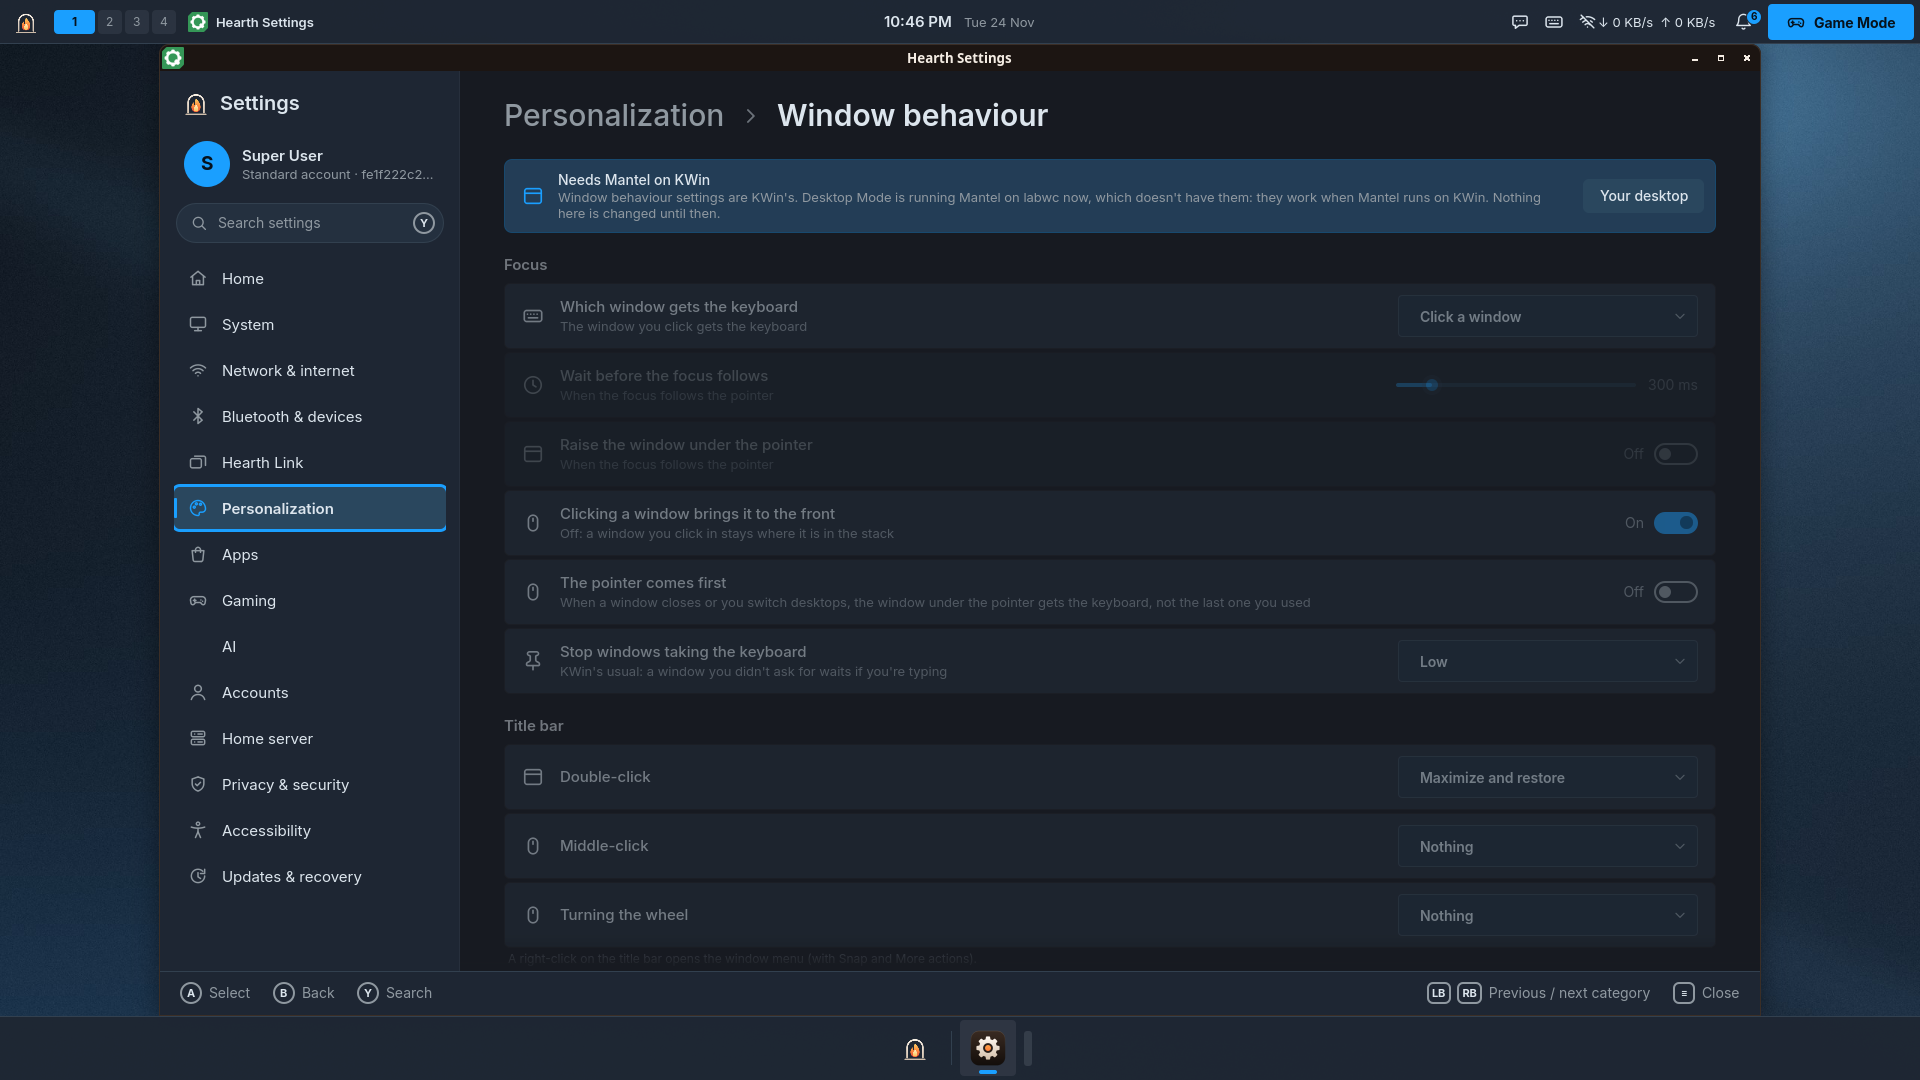 1 2 3 4 Hearth Settings
10:46 PM Tue 24 Nov
↓ 0 KB/s ↑ 0 KB/s 6 Game Mode
Hearth Settings
Settings
S
Super User
Standard account · fe1f222c2...
Search settings Y
Home
System
Network & internet
Bluetooth & devices
Hearth Link
Personalization
Apps
Gaming
AI
Accounts
Home server
Privacy & security
Accessibility
Updates & recovery
Personalization > Window behaviour
Needs Mantel on KWin
Window behaviour settings are KWin's. Desktop Mode is running Mantel on labwc now, which doesn't have them: they work when Mantel runs on KWin. Nothing
here is changed until then.
Your desktop
Focus
Which window gets the keyboard
The window you click gets the keyboard
Click a window
Wait before the focus follows
When the focus follows the pointer
300 ms
Raise the window under the pointer
When the focus follows the pointer
Off
Clicking a window brings it to the front
Off: a window you click in stays where it is in the stack
On
The pointer comes first
When a window closes or you switch desktops, the window under the pointer gets the keyboard, not the last one you used
Off
Stop windows taking the keyboard
KWin's usual: a window you didn't ask for waits if you're typing
Low
Title bar
Double-click
Maximize and restore
Middle-click
Nothing
Turning the wheel
Nothing
A right-click on the title bar opens the window menu (with Snap and More actions).
A Select B Back Y Search
LB RB Previous / next category ≡ Close